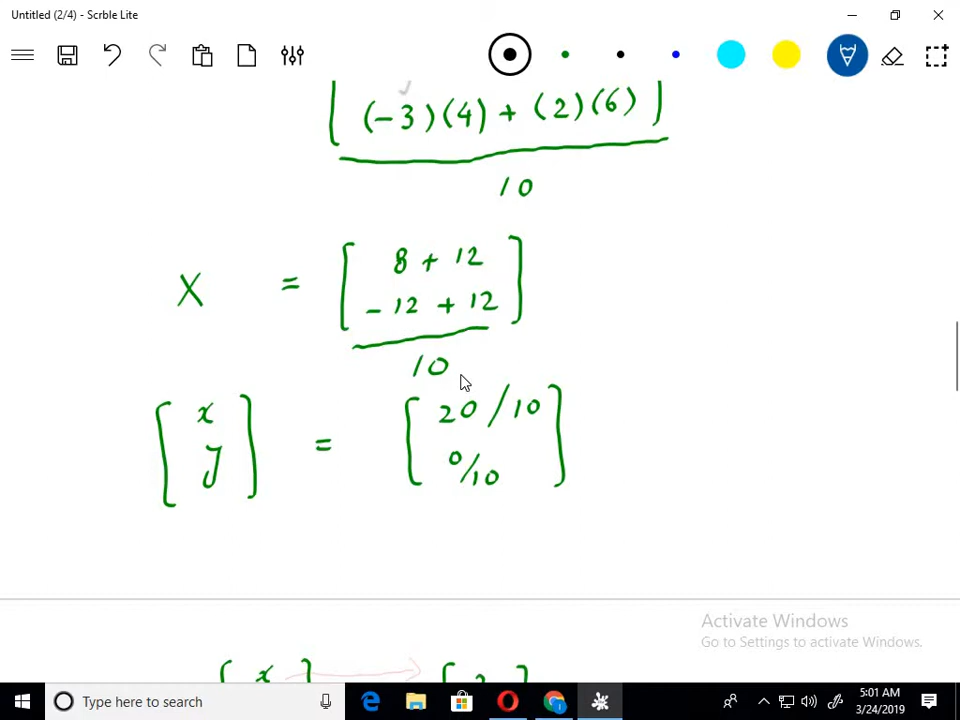 Untitled (2/4) - Scrble Lite
(-3)(4) + (2)(6)
10
X = [ 8 + 12
-12 + 12 ]
10
[ x
y ] = [ 20/10
0/10 ]
Activate Windows
Go to Settings to activate Windows.
[ x ] [
Type here to search
5:01 AM
3/24/2019